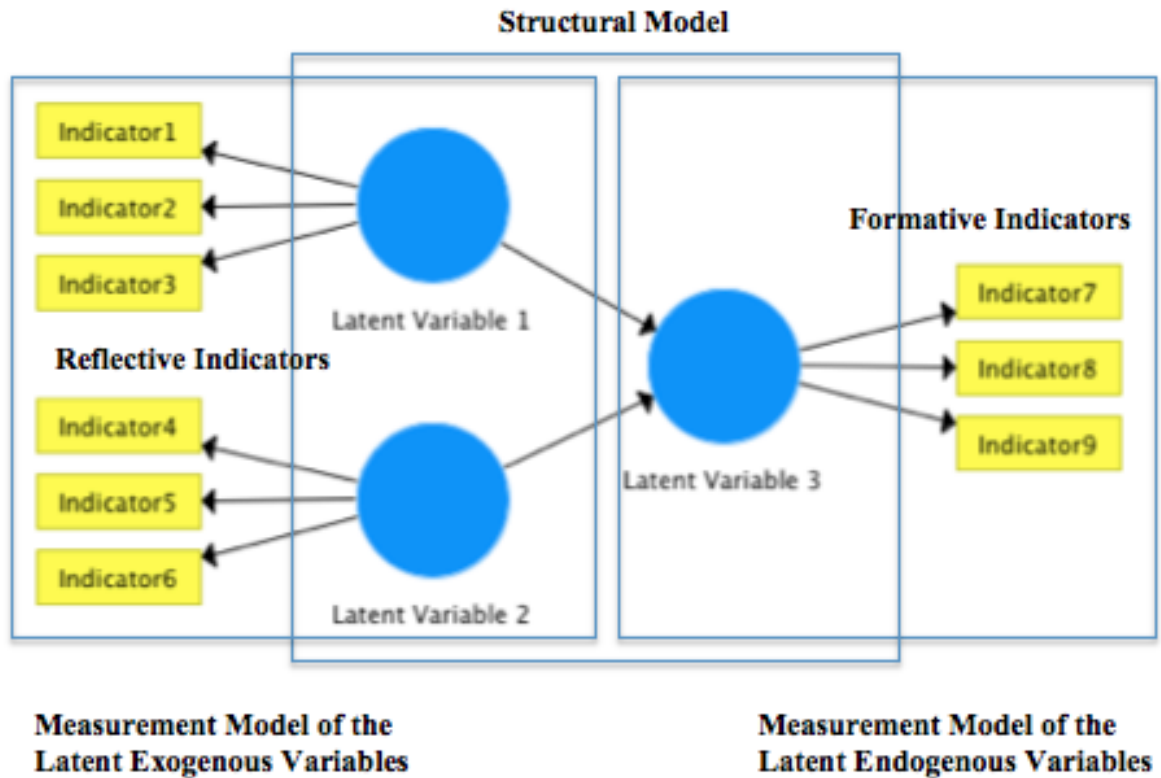 Structural Model
Indicator1
Indicator2
Indicator3
Latent Variable 1
Reflective Indicators
Indicator4
Indicator5
Indicator6
Latent Variable 2
Formative Indicators
Indicator7
Indicator8
Indicator9
Latent Variable 3
Measurement Model of the
Latent Exogenous Variables
Measurement Model of the
Latent Endogenous Variables